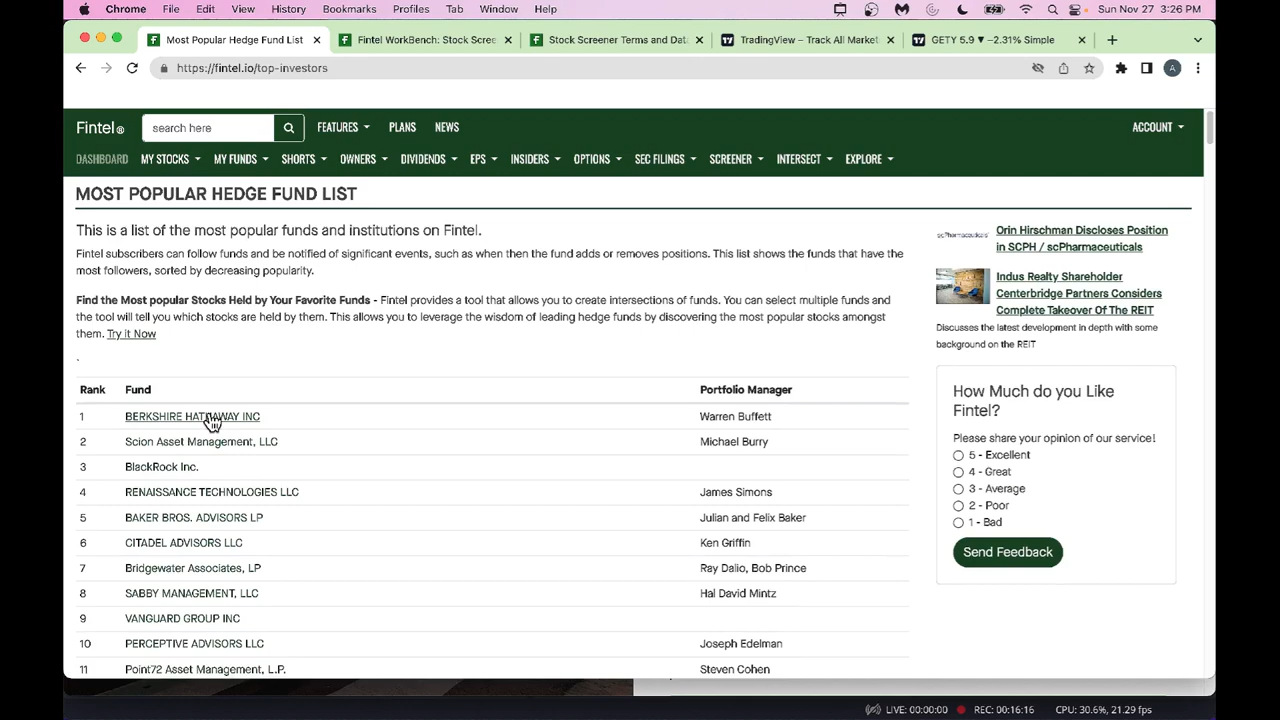 Chrome File Edit View History Bookmarks Profiles Tab Window Help Sun Nov 27 3:26 PM
Most Popular Hedge Fund List Fintel WorkBench: Stock Scree Stock Screener Terms and Data TradingView – Track All Market GETY 5.9 ▼ −2.31% Simple
https://fintel.io/top-investors A
Fintel® search here FEATURES PLANS NEWS ACCOUNT
DASHBOARD MY STOCKS MY FUNDS SHORTS OWNERS DIVIDENDS EPS INSIDERS OPTIONS SEC FILINGS SCREENER INTERSECT EXPLORE
MOST POPULAR HEDGE FUND LIST
This is a list of the most popular funds and institutions on Fintel.
Fintel subscribers can follow funds and be notified of significant events, such as when then the fund adds or removes positions. This list shows the funds that have the
most followers, sorted by decreasing popularity.
Find the Most popular Stocks Held by Your Favorite Funds - Fintel provides a tool that allows you to create intersections of funds. You can select multiple funds and
the tool will tell you which stocks are held by them. This allows you to leverage the wisdom of leading hedge funds by discovering the most popular stocks amongst
them. Try it Now
`
Rank Fund Portfolio Manager
1 BERKSHIRE HATHAWAY INC Warren Buffett
2 Scion Asset Management, LLC Michael Burry
3 BlackRock Inc.
4 RENAISSANCE TECHNOLOGIES LLC James Simons
5 BAKER BROS. ADVISORS LP Julian and Felix Baker
6 CITADEL ADVISORS LLC Ken Griffin
7 Bridgewater Associates, LP Ray Dalio, Bob Prince
8 SABBY MANAGEMENT, LLC Hal David Mintz
9 VANGUARD GROUP INC
10 PERCEPTIVE ADVISORS LLC Joseph Edelman
11 Point72 Asset Management, L.P. Steven Cohen
scPharmaceuticals
Orin Hirschman Discloses Position
in SCPH / scPharmaceuticals
Indus Realty Shareholder
Centerbridge Partners Considers
Complete Takeover Of The REIT
Discusses the latest development in depth with some
background on the REIT
How Much do you Like
Fintel?
Please share your opinion of our service!
5 - Excellent
4 - Great
3 - Average
2 - Poor
1 - Bad
Send Feedback
LIVE: 00:00:00 REC: 00:16:16 CPU: 30.6%, 21.29 fps